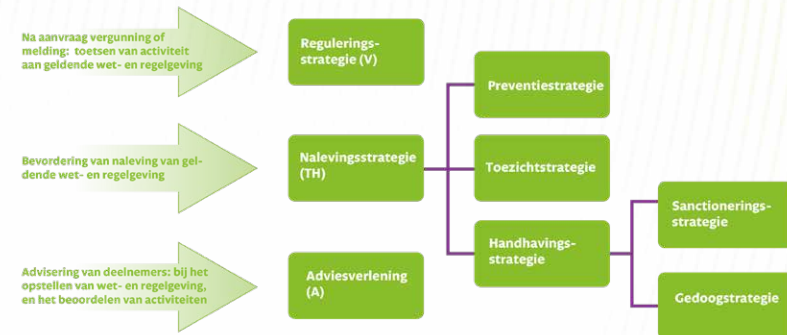 Na aanvraag vergunning of
melding: toetsen van activiteit
aan geldende wet- en regelgeving
Regulerings-
strategie (V)
Preventiestrategie
Bevordering van naleving van gel-
dende wet- en regelgeving
Nalevingsstrategie
(TH)
Toezichtstrategie
Handhavings-
strategie
Sanctionerings-
strategie
Gedoogstrategie
Advisering van deelnemers: bij het
opstellen van wet- en regelgeving,
en het beoordelen van activiteiten
Adviesverlening
(A)